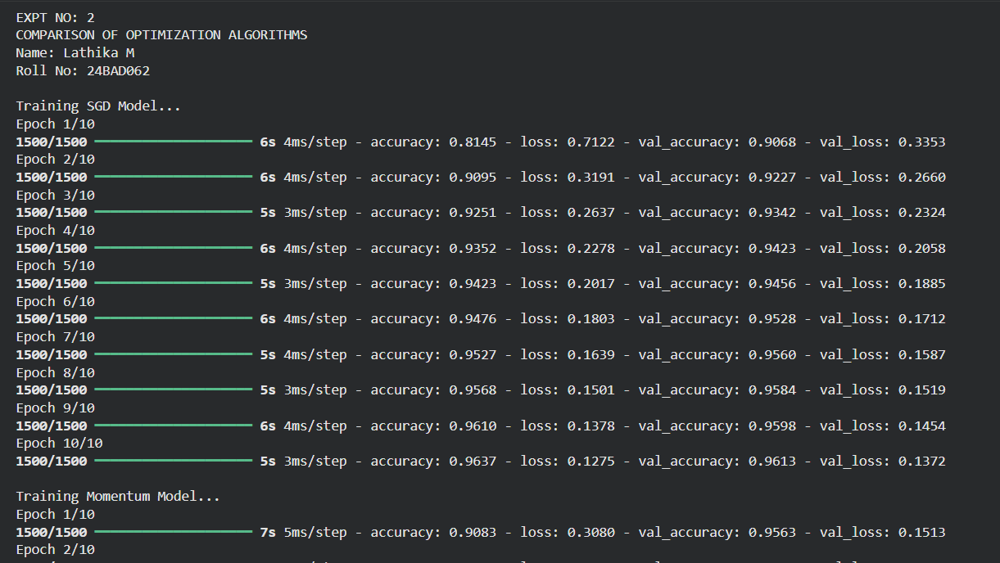 EXPT NO: 2
COMPARISON OF OPTIMIZATION ALGORITHMS
Name: Lathika M
Roll No: 24BAD062
Training SGD Model...
Epoch 1/10
1500/1500 ━━━━━━━━━━━━━━━━━━━━ 6s 4ms/step - accuracy: 0.8145 - loss: 0.7122 - val_accuracy: 0.9068 - val_loss: 0.3353
Epoch 2/10
1500/1500 ━━━━━━━━━━━━━━━━━━━━ 6s 4ms/step - accuracy: 0.9095 - loss: 0.3191 - val_accuracy: 0.9227 - val_loss: 0.2660
Epoch 3/10
1500/1500 ━━━━━━━━━━━━━━━━━━━━ 5s 3ms/step - accuracy: 0.9251 - loss: 0.2637 - val_accuracy: 0.9342 - val_loss: 0.2324
Epoch 4/10
1500/1500 ━━━━━━━━━━━━━━━━━━━━ 6s 4ms/step - accuracy: 0.9352 - loss: 0.2278 - val_accuracy: 0.9423 - val_loss: 0.2058
Epoch 5/10
1500/1500 ━━━━━━━━━━━━━━━━━━━━ 5s 3ms/step - accuracy: 0.9423 - loss: 0.2017 - val_accuracy: 0.9456 - val_loss: 0.1885
Epoch 6/10
1500/1500 ━━━━━━━━━━━━━━━━━━━━ 6s 4ms/step - accuracy: 0.9476 - loss: 0.1803 - val_accuracy: 0.9528 - val_loss: 0.1712
Epoch 7/10
1500/1500 ━━━━━━━━━━━━━━━━━━━━ 5s 4ms/step - accuracy: 0.9527 - loss: 0.1639 - val_accuracy: 0.9560 - val_loss: 0.1587
Epoch 8/10
1500/1500 ━━━━━━━━━━━━━━━━━━━━ 5s 3ms/step - accuracy: 0.9568 - loss: 0.1501 - val_accuracy: 0.9584 - val_loss: 0.1519
Epoch 9/10
1500/1500 ━━━━━━━━━━━━━━━━━━━━ 6s 4ms/step - accuracy: 0.9610 - loss: 0.1378 - val_accuracy: 0.9598 - val_loss: 0.1454
Epoch 10/10
1500/1500 ━━━━━━━━━━━━━━━━━━━━ 5s 3ms/step - accuracy: 0.9637 - loss: 0.1275 - val_accuracy: 0.9613 - val_loss: 0.1372
Training Momentum Model...
Epoch 1/10
1500/1500 ━━━━━━━━━━━━━━━━━━━━ 7s 5ms/step - accuracy: 0.9083 - loss: 0.3080 - val_accuracy: 0.9563 - val_loss: 0.1513
Epoch 2/10